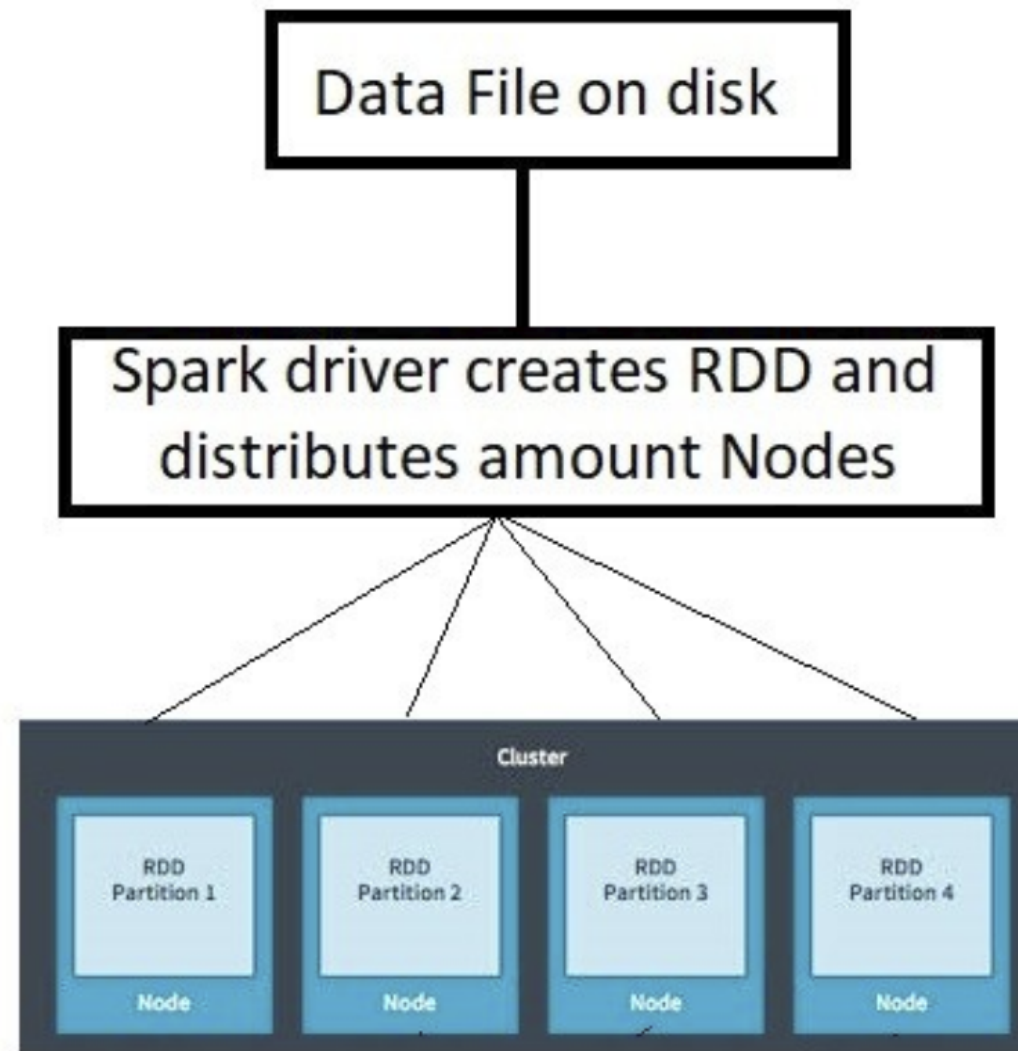 Data File on disk
Spark driver creates RDD and
distributes amount Nodes
Cluster
RDD
Partition 1
Node
RDD
Partition 2
Node
RDD
Partition 3
Node
RDD
Partition 4
Node